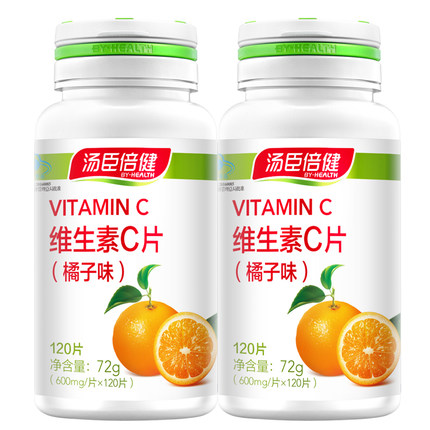 BY-HEALTH
汤臣倍健
BY-HEALTH
VITAMIN C
维生素C片
（橘子味）
120片
净含量：72g
（600mg/片×120片）
BY-HEALTH
汤臣倍健
BY-HEALTH
VITAMIN C
维生素C片
（橘子味）
120片
净含量：72g
（600mg/片×120片）